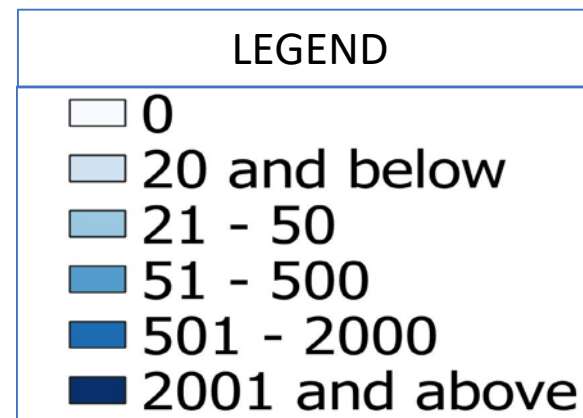 LEGEND
0
20 and below
21 - 50
51 - 500
501 - 2000
2001 and above